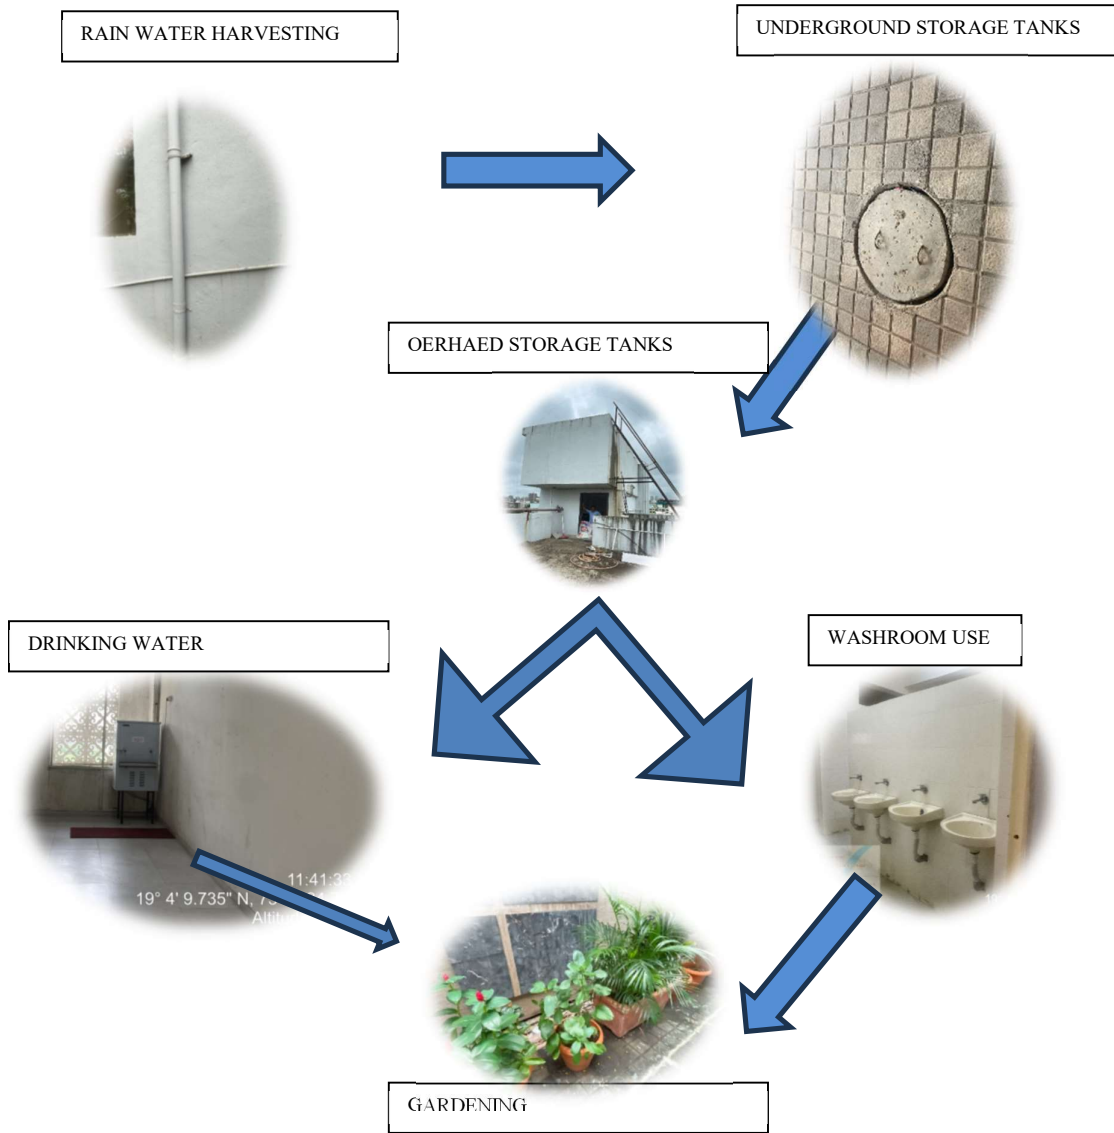 RAIN WATER HARVESTING
UNDERGROUND STORAGE TANKS
OERHAED STORAGE TANKS
DRINKING WATER
WASHROOM USE
11:41:33
19° 4' 9.735" N,
GARDENING